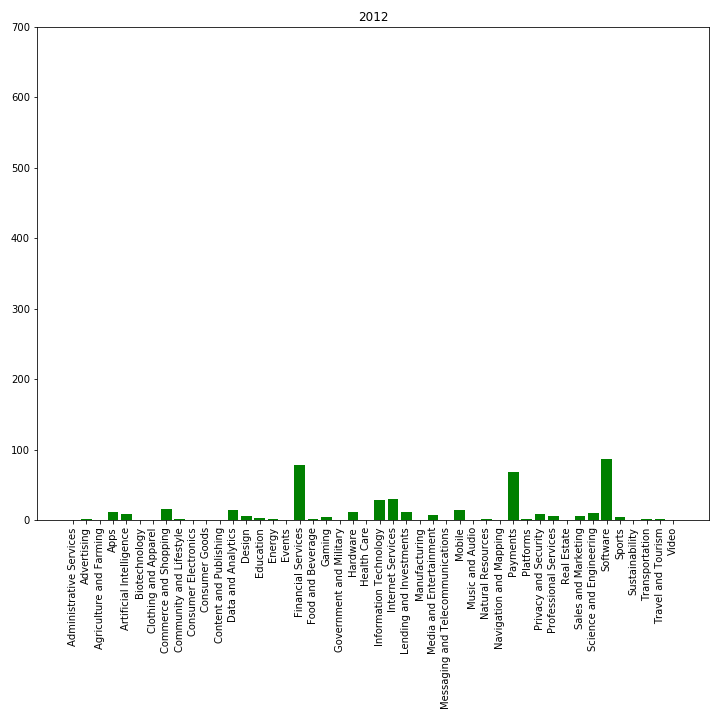 2012
700
600
500
400
300
200
100
0
Administrative Services
Advertising
Agriculture and Farming
Apps
Artificial Intelligence
Biotechnology
Clothing and Apparel
Commerce and Shopping
Community and Lifestyle
Consumer Electronics
Consumer Goods
Content and Publishing
Data and Analytics
Design
Education
Energy
Events
Financial Services
Food and Beverage
Gaming
Government and Military
Hardware
Health Care
Information Technology
Internet Services
Lending and Investments
Manufacturing
Media and Entertainment
Messaging and Telecommunications
Mobile
Music and Audio
Natural Resources
Navigation and Mapping
Payments
Platforms
Privacy and Security
Professional Services
Real Estate
Sales and Marketing
Science and Engineering
Software
Sports
Sustainability
Transportation
Travel and Tourism
Video